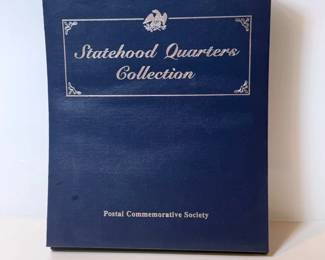 Statehood Quarters
Collection
Postal Commemorative Society